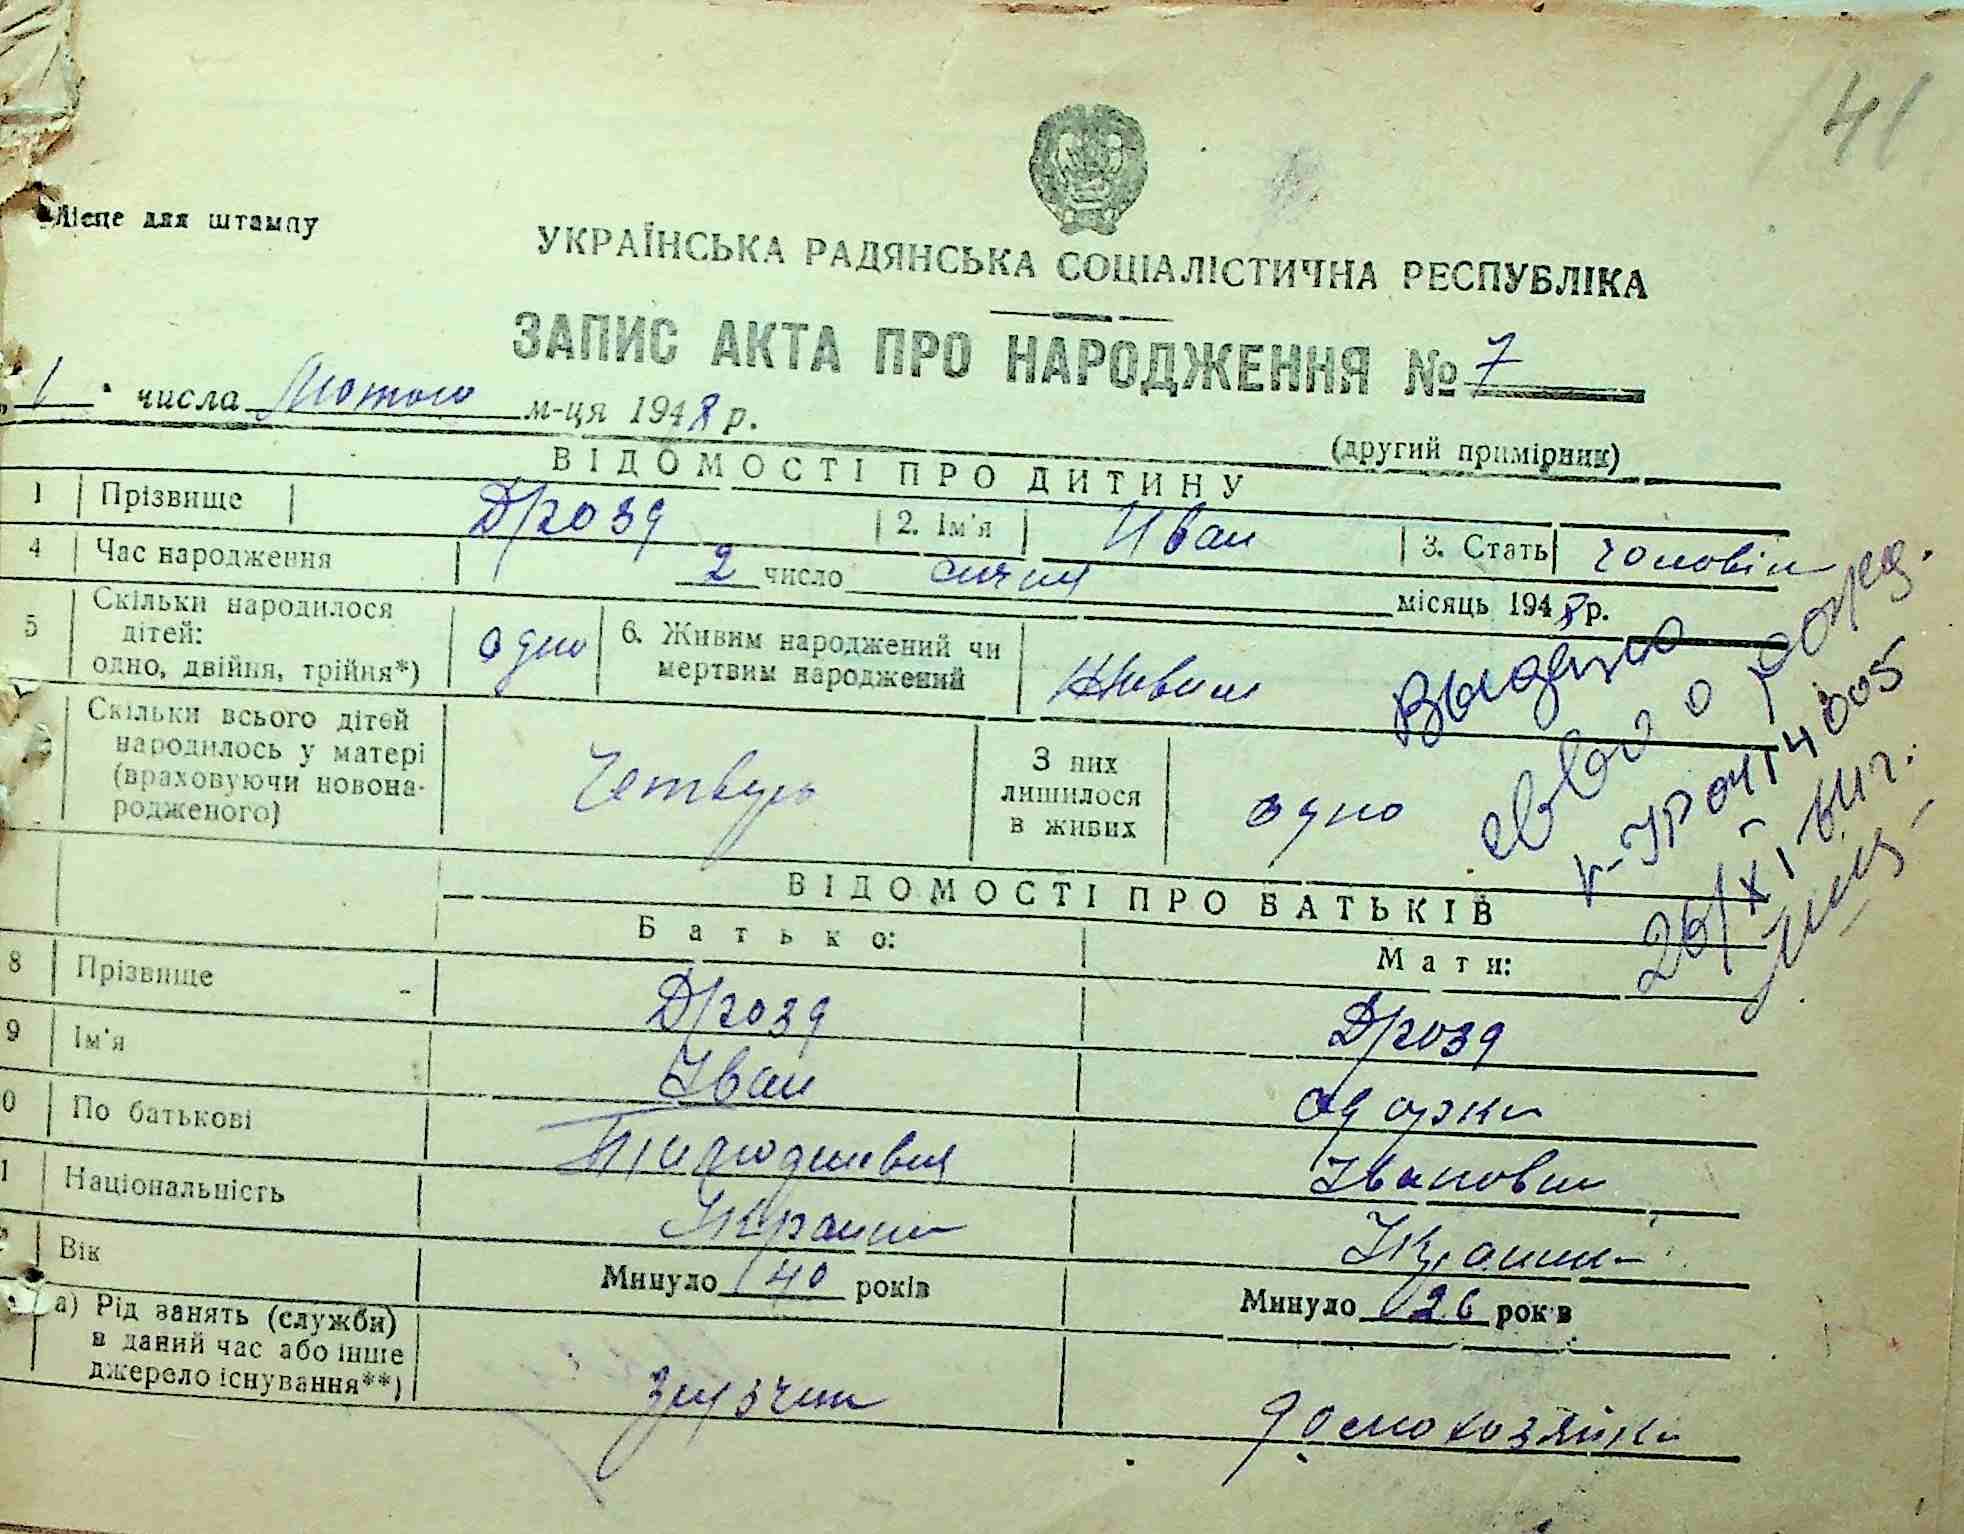 41
Місце для штампу
УКРАЇНСЬКА РАДЯНСЬКА СОЦІАЛІСТИЧНА РЕСПУБЛІКА
ЗАПИС АКТА ПРО НАРОДЖЕННЯ № 7
„ 1 " числа Лютого м-ця 1948 р.
(другий примірник)
ВІДОМОСТІ ПРО ДИТИНУ
1 Прізвище Дрозд 2. Ім'я Иван 3. Стать
4 Час народження 2 число січня місяць 1948 р.
5 Скільки народилося
дітей:
одно, двійня, трійня*) одно 6. Живим народжений чи
мертвим народжений Живим
Выдано
Скільки всього дітей
народилось у матері
(враховуючи новона-
родженого) З них
лишилося
в живих одно
ВІДОМОСТІ ПРО БАТЬКІВ
Батько: Мати:
8 Прізвище Дрозд Дрозд
9 Ім'я Іван
0 По батькові
1 Національність
Вік Минуло 40 років Минуло 26 років
а) Рід занять (служби)
в даний час або інше
джерело існування**) домохозяйка